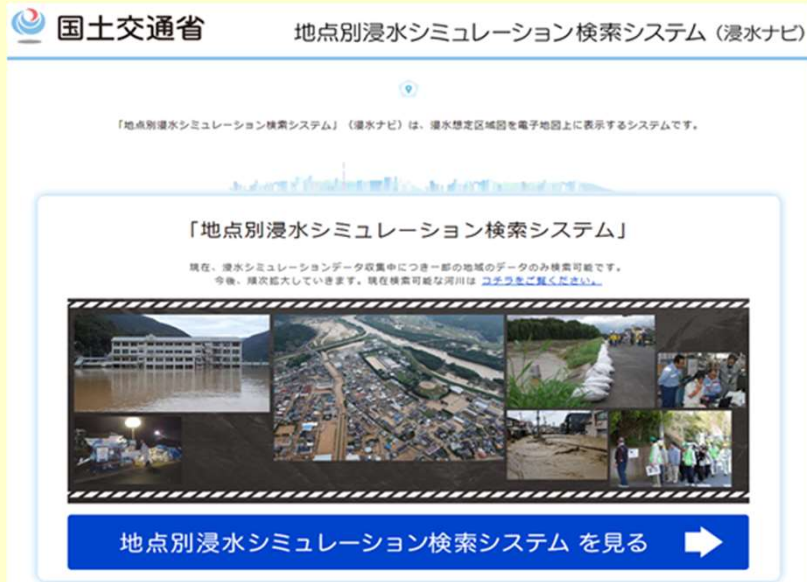 国土交通省
地点別浸水シミュレーション検索システム（浸水ナビ）
「地点別浸水シミュレーション検索システム」（浸水ナビ）は、浸水想定区域図を電子地図上に表示するシステムです。
「地点別浸水シミュレーション検索システム」
現在、浸水シミュレーションデータ収集中につき一部の地域のデータのみ検索可能です。
今後、順次拡大していきます。現在検索可能な河川は コチラをご覧ください。
地点別浸水シミュレーション検索システム を見る